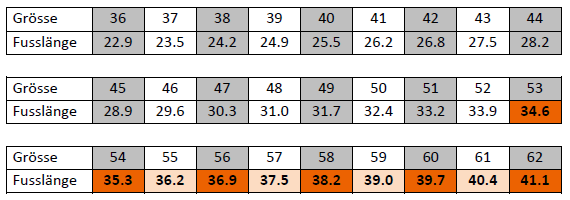 Grösse 36 37 38 39 40 41 42 43 44
Fusslänge 22.9 23.5 24.2 24.9 25.5 26.2 26.8 27.5 28.2
Grösse 45 46 47 48 49 50 51 52 53
Fusslänge 28.9 29.6 30.3 31.0 31.7 32.4 33.2 33.9 34.6
Grösse 54 55 56 57 58 59 60 61 62
Fusslänge 35.3 36.2 36.9 37.5 38.2 39.0 39.7 40.4 41.1